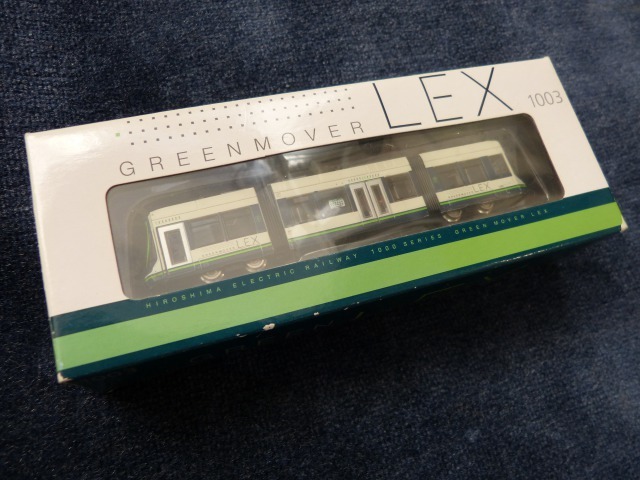 GREENMOVER LEX 1003
LEX
LEX
HIROSHIMA ELECTRIC RAILWAY 1000 SERIES GREEN MOVER LEX